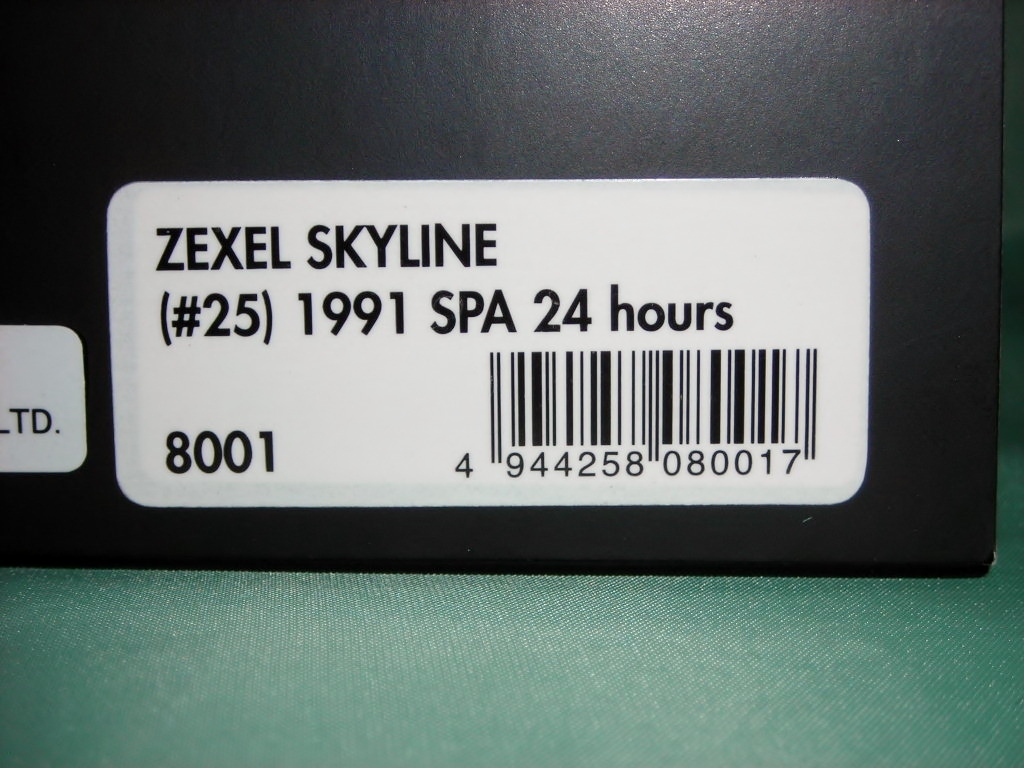 ZEXEL SKYLINE
(#25) 1991 SPA 24 hours
LTD.
8001
4 944258 080017